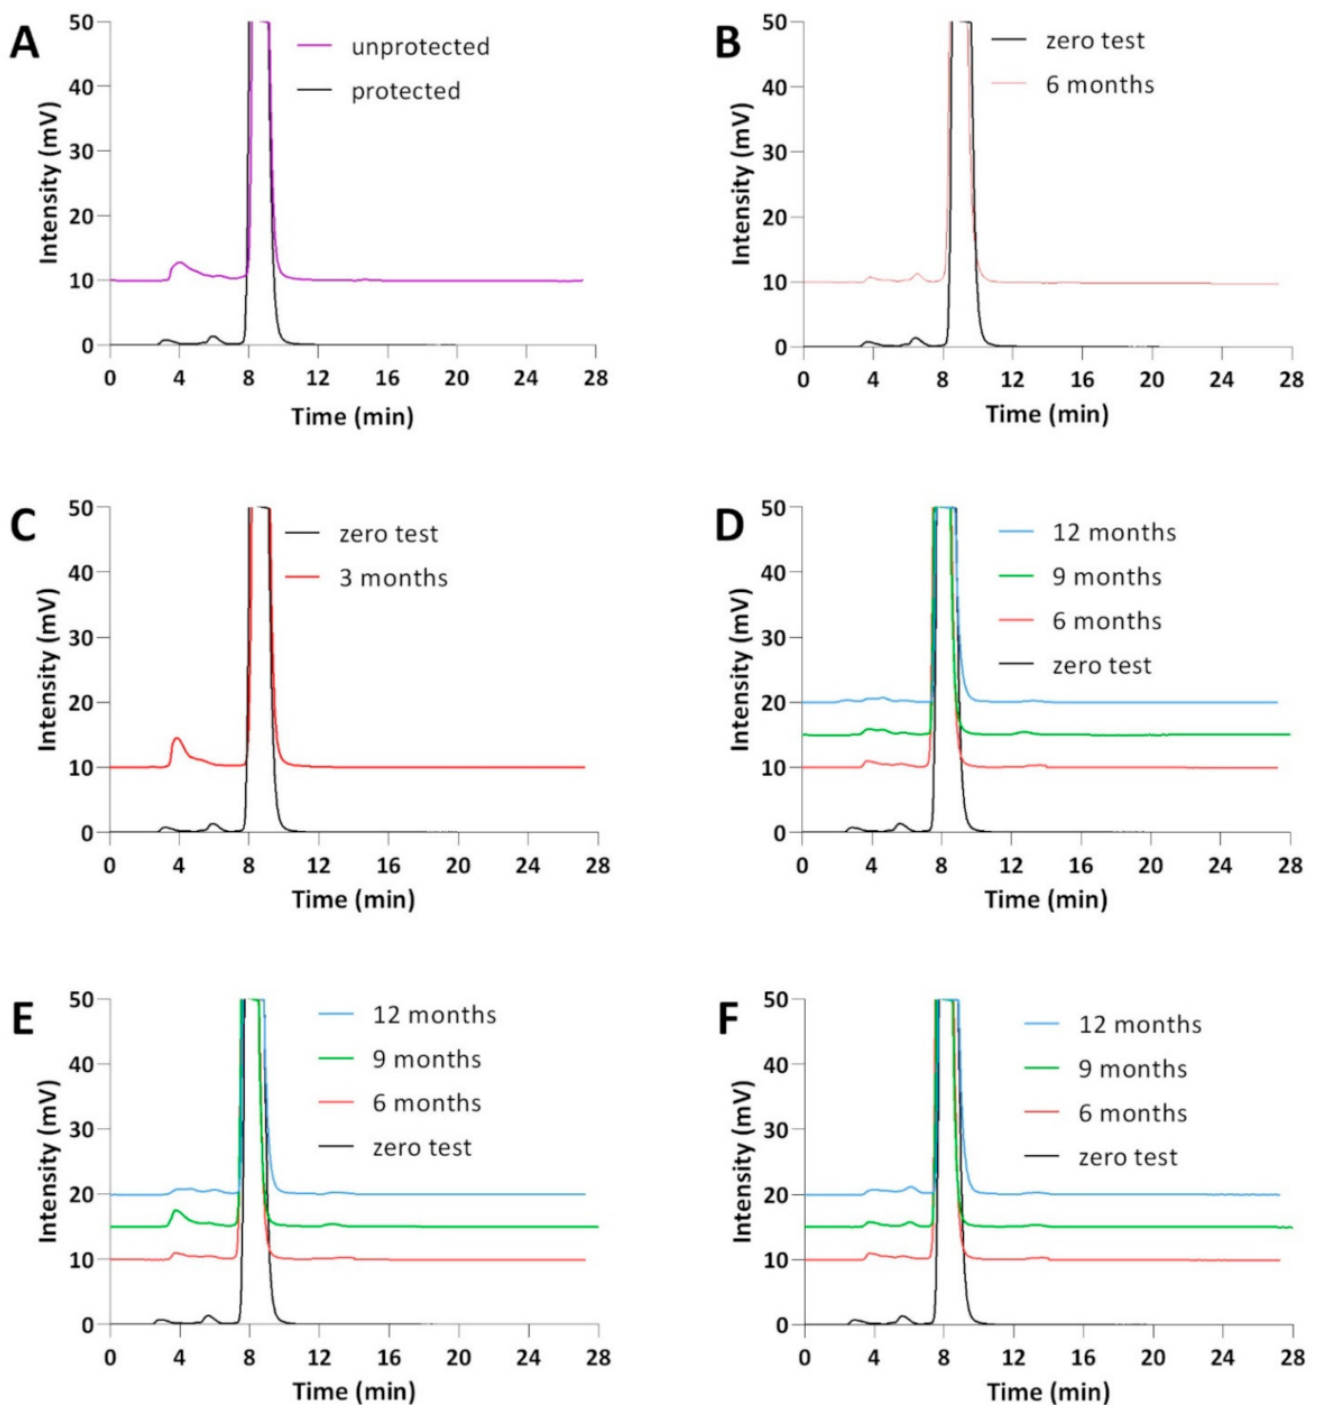 A
unprotected
protected
Intensity (mV)
50
40
30
20
10
0
0 4 8 12 16 20 24 28
Time (min)
B
zero test
6 months
Intensity (mV)
50
40
30
20
10
0
0 4 8 12 16 20 24 28
Time (min)
C
zero test
3 months
Intensity (mV)
50
40
30
20
10
0
0 4 8 12 16 20 24 28
Time (min)
D
12 months
9 months
6 months
zero test
Intensity (mV)
50
40
30
20
10
0
0 4 8 12 16 20 24 28
Time (min)
E
12 months
9 months
6 months
zero test
Intensity (mV)
50
40
30
20
10
0
0 4 8 12 16 20 24 28
Time (min)
F
12 months
9 months
6 months
zero test
Intensity (mV)
50
40
30
20
10
0
0 4 8 12 16 20 24 28
Time (min)